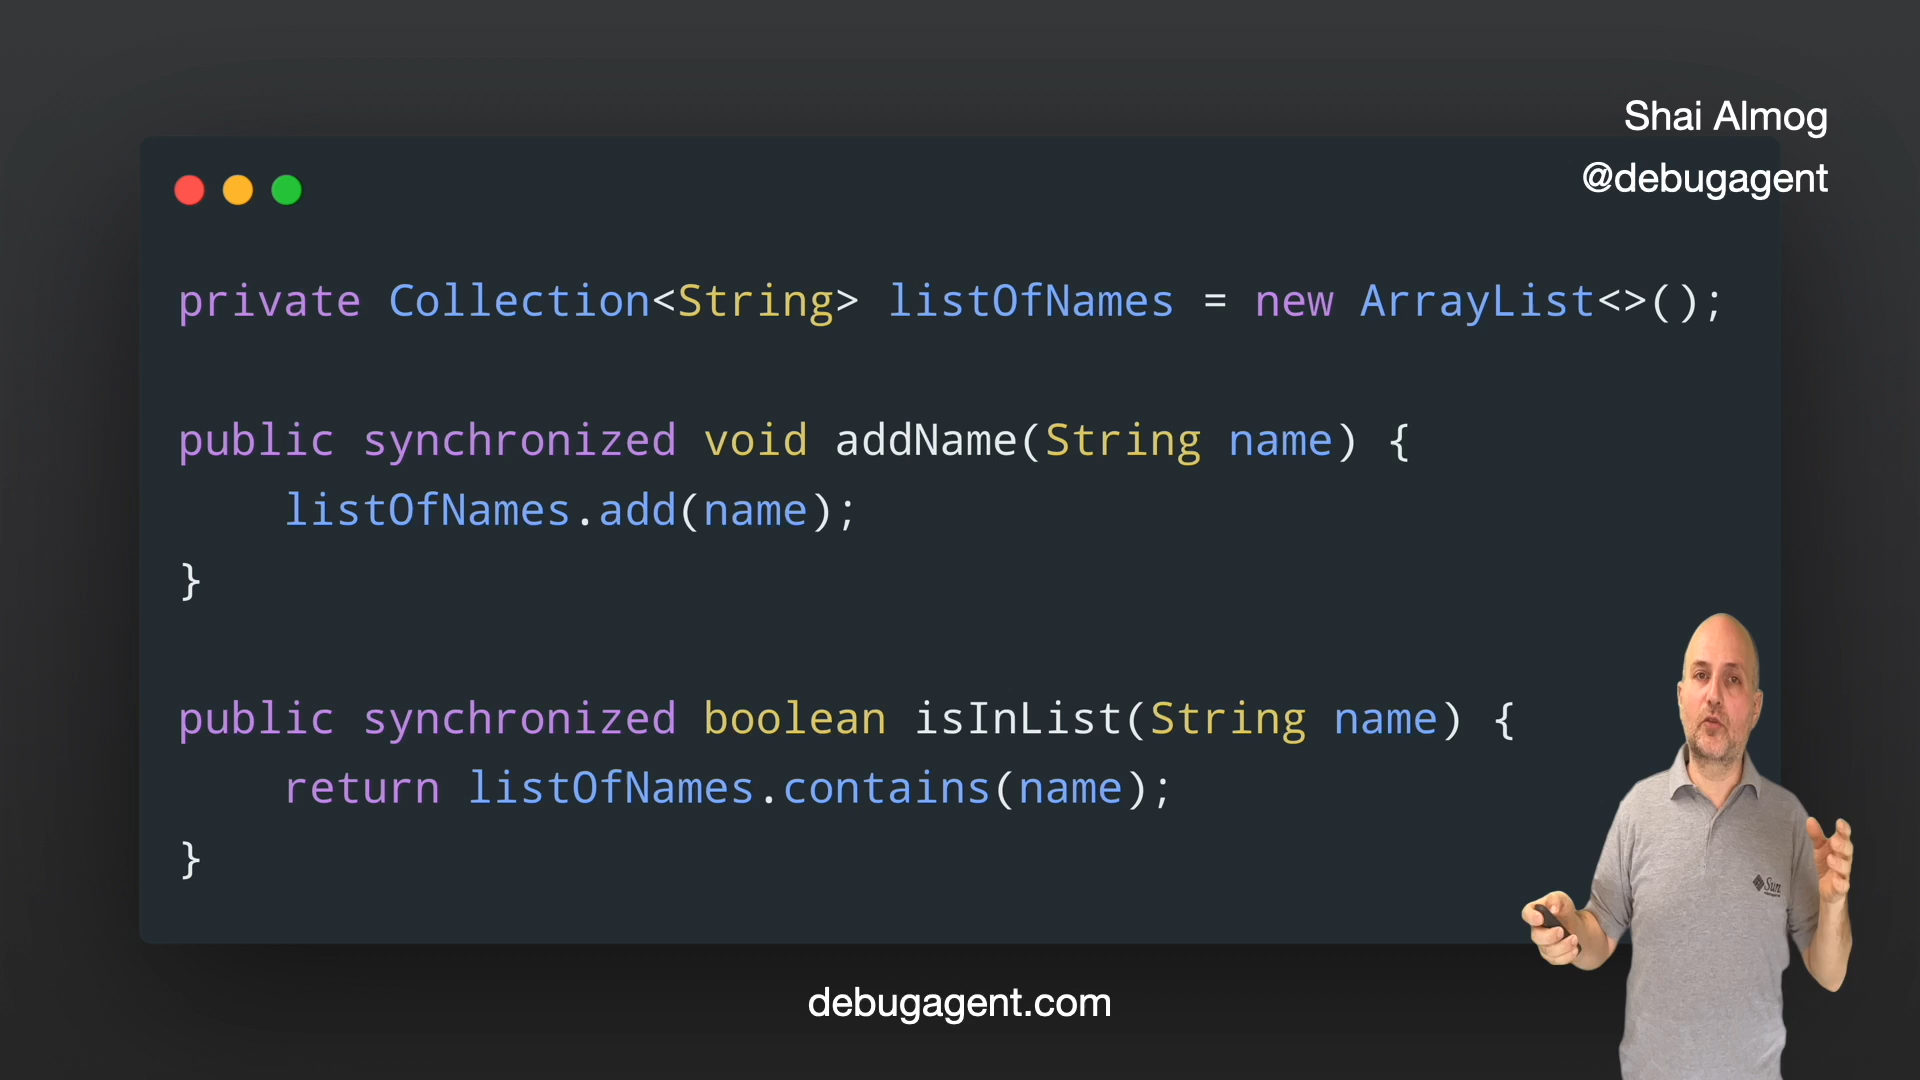 Shai Almog
@debugagent
private Collection<String> listOfNames = new ArrayList<>();
public synchronized void addName(String name) {
    listOfNames.add(name);
}
public synchronized boolean isInList(String name) {
    return listOfNames.contains(name);
}
Sun
debugagent.com